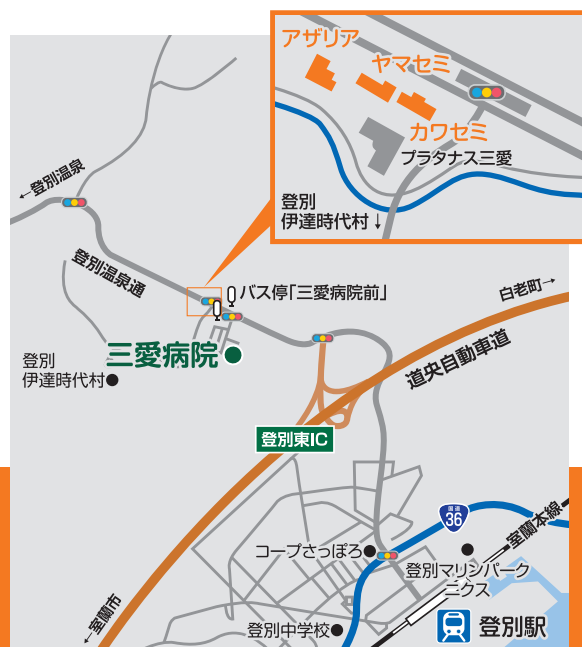 アザリア
ヤマセミ
カワセミ
プラタナス三愛
登別
伊達時代村↓
←登別温泉
登別温泉通
バス停「三愛病院前」
白老町→
三愛病院
登別
伊達時代村
道央自動車道
登別東IC
国道
36
室蘭本線
コープさっぽろ
登別マリンパーク
ニクス
←室蘭市
登別中学校
登別駅